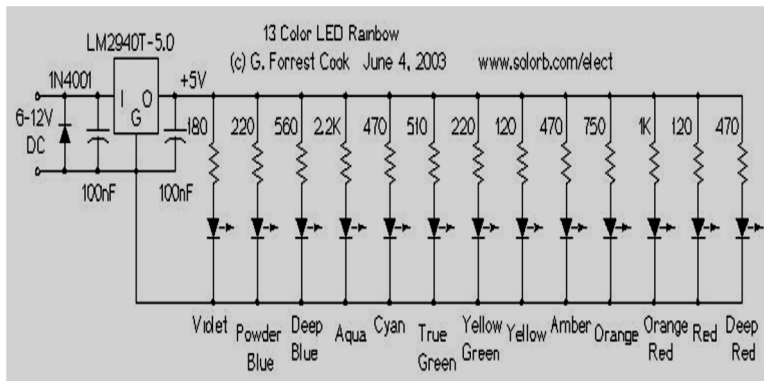 13 Color LED Rainbow
LM2940T-5.0
(c) G. Forrest Cook June 4, 2003 www.solorb.com/elect
1N4001
+5V
I O
G
6-12V
DC
100nF 100nF
180 220 560 2.2K 470 510 220 120 470 750 1K 120 470
Violet
Powder
Blue
Deep
Blue
Aqua
Cyan
True
Green
Yellow
Green
Yellow
Amber
Orange
Orange
Red
Red
Deep
Red